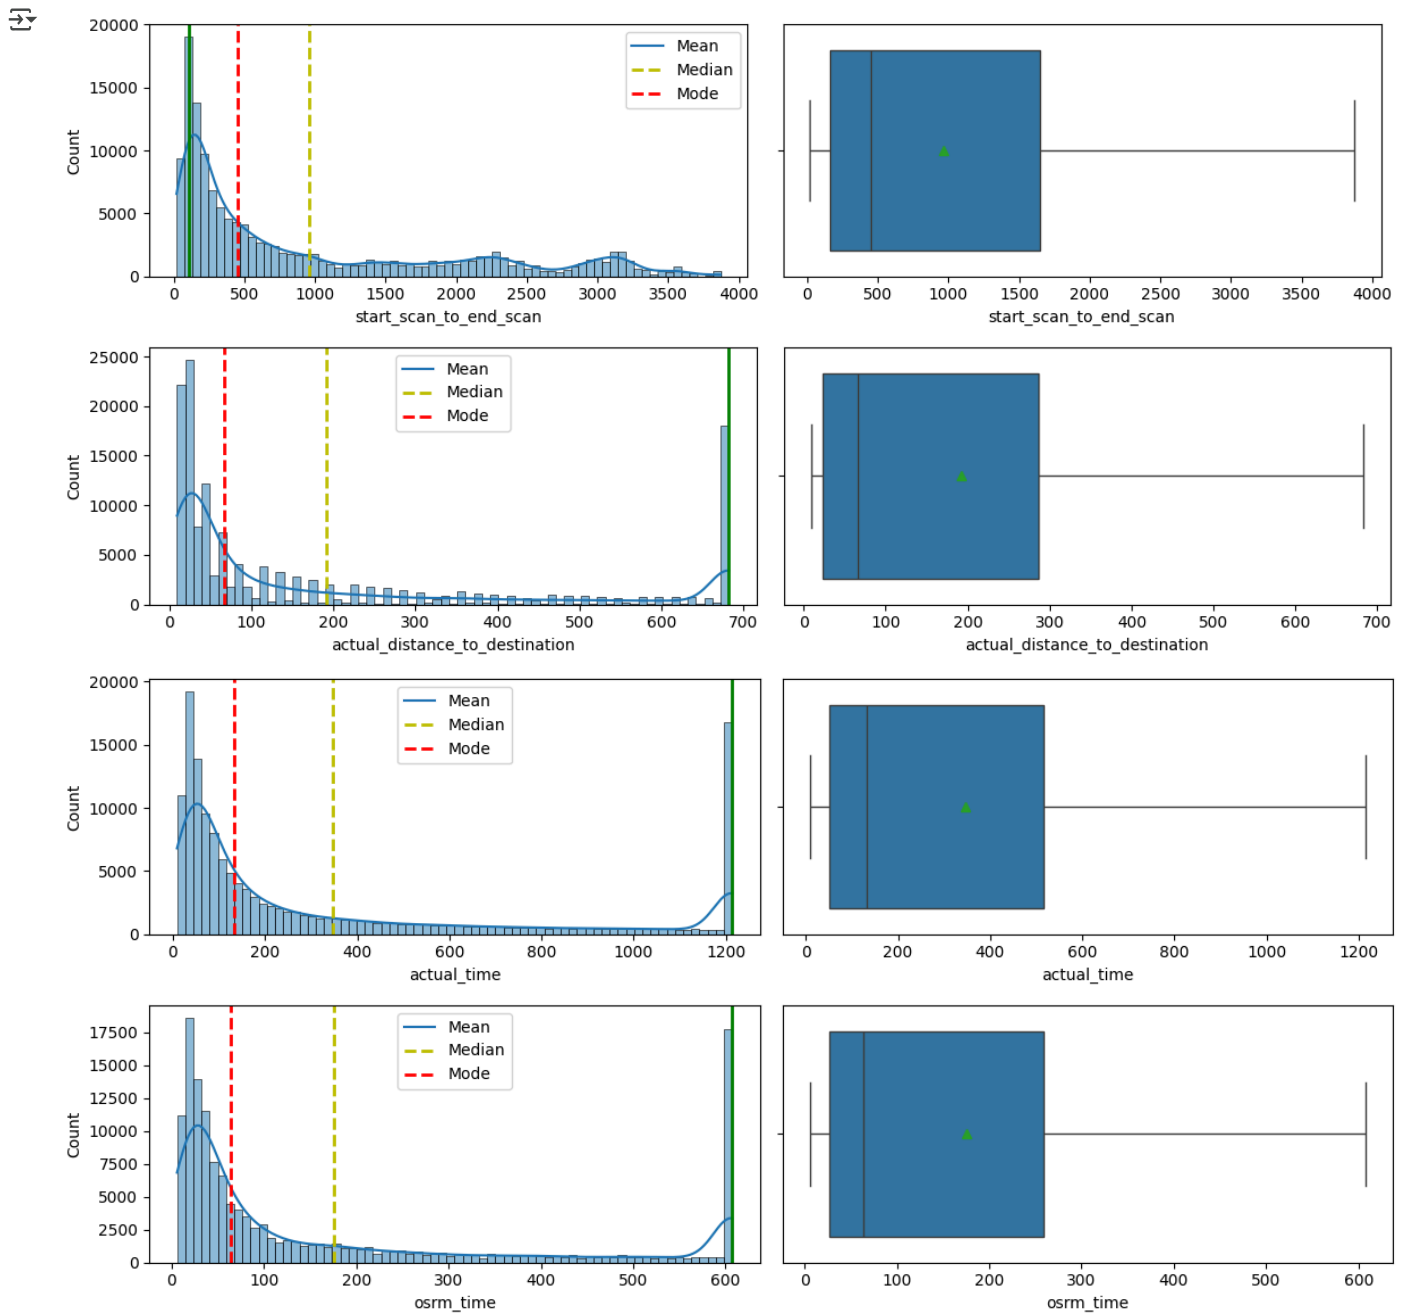 20000
15000
10000
5000
0
Count
Mean
Median
Mode
0 500 1000 1500 2000 2500 3000 3500 4000
start_scan_to_end_scan
0 500 1000 1500 2000 2500 3000 3500 4000
start_scan_to_end_scan
25000
20000
15000
10000
5000
0
Count
Mean
Median
Mode
0 100 200 300 400 500 600 700
actual_distance_to_destination
0 100 200 300 400 500 600 700
actual_distance_to_destination
20000
15000
10000
5000
0
Count
Mean
Median
Mode
0 200 400 600 800 1000 1200
actual_time
0 200 400 600 800 1000 1200
actual_time
17500
15000
12500
10000
7500
5000
2500
0
Count
Mean
Median
Mode
0 100 200 300 400 500 600
osrm_time
0 100 200 300 400 500 600
osrm_time